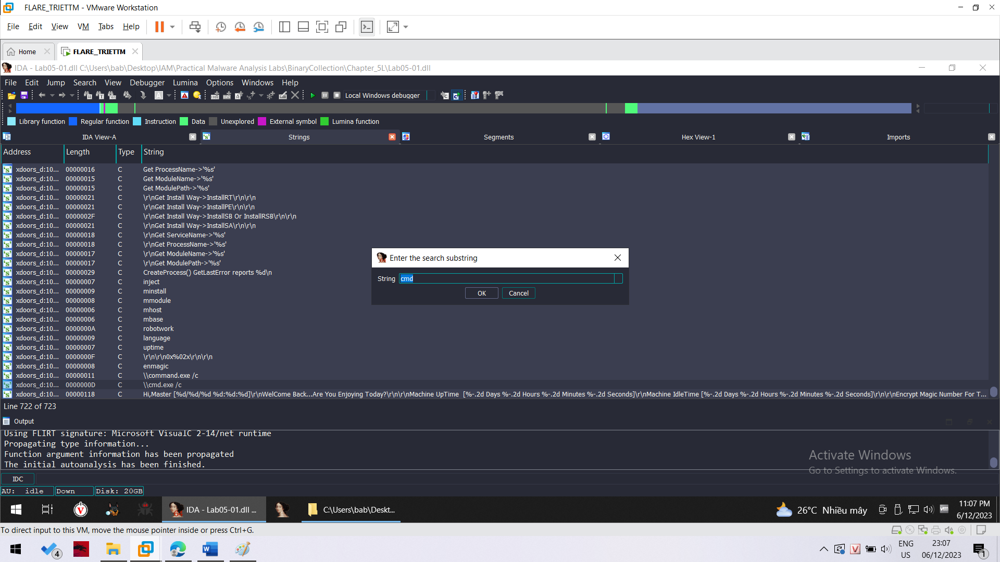 FLARE_TRIETTM - VMware Workstation
File Edit View VM Tabs Help
Home FLARE_TRIETTM
IDA - Lab05-01.dll C:\Users\bab\Desktop\IAM\Practical Malware Analysis Labs\BinaryCollection\Chapter_5L\Lab05-01.dll
File Edit Jump Search View Debugger Lumina Options Windows Help
Local Windows debugger
Library function Regular function Instruction Data Unexplored External symbol Lumina function
IDA View-A Strings Segments Hex View-1 Imports
Address Length Type String
xdoors_d:10... 00000016 C Get ProcessName->'%s'
xdoors_d:10... 00000015 C Get ModuleName->'%s'
xdoors_d:10... 00000015 C Get ModulePath->'%s'
xdoors_d:10... 00000021 C \r\nGet Install Way->InstallRT\r\n\r\n
xdoors_d:10... 00000021 C \r\nGet Install Way->InstallPE\r\n\r\n
xdoors_d:10... 0000002F C \r\nGet Install Way->InstallSB Or InstallRSB\r\n\r\n
xdoors_d:10... 00000021 C \r\nGet Install Way->InstallSA\r\n\r\n
xdoors_d:10... 00000018 C \r\nGet ServiceName->'%s'
xdoors_d:10... 00000018 C \r\nGet ProcessName->'%s'
xdoors_d:10... 00000017 C \r\nGet ModuleName->'%s'
xdoors_d:10... 00000017 C \r\nGet ModulePath->'%s'
xdoors_d:10... 00000029 C CreateProcess() GetLastError reports %d\n
xdoors_d:10... 00000007 C inject
xdoors_d:10... 00000009 C minstall
xdoors_d:10... 00000008 C mmodule
xdoors_d:10... 00000006 C mhost
xdoors_d:10... 00000006 C mbase
xdoors_d:10... 0000000A C robotwork
xdoors_d:10... 00000009 C language
xdoors_d:10... 00000007 C uptime
xdoors_d:10... 0000000F C \r\n\r\n0x%02x\r\n\r\n
xdoors_d:10... 00000008 C enmagic
xdoors_d:10... 00000011 C \\command.exe /c
xdoors_d:10... 0000000D C \\cmd.exe /c
xdoors_d:10... 00000118 C Hi,Master [%d/%d/%d %d:%d:%d]\r\nWelCome Back...Are You Enjoying Today?\r\n\r\nMachine UpTime [%-.2d Days %-.2d Hours %-.2d Minutes %-.2d Seconds]\r\nMachine IdleTime [%-.2d Days %-.2d Hours %-.2d Minutes %-.2d Seconds]\r\n\r\nEncrypt Magic Number For T...
Enter the search substring
String cmd
OK Cancel
Line 722 of 723
Output
Using FLIRT signature: Microsoft VisualC 2-14/net runtime
Propagating type information...
Function argument information has been propagated
The initial autoanalysis has been finished.
Activate Windows
Go to Settings to activate Windows.
IDC
AU: idle Down Disk: 20GB
IDA - Lab05-01.dll ... C:\Users\bab\Deskt... 26°C Nhiều mây 11:07 PM
6/12/2023
To direct input to this VM, move the mouse pointer inside or press Ctrl+G.
4 ENG 23:07
US 06/12/2023 1